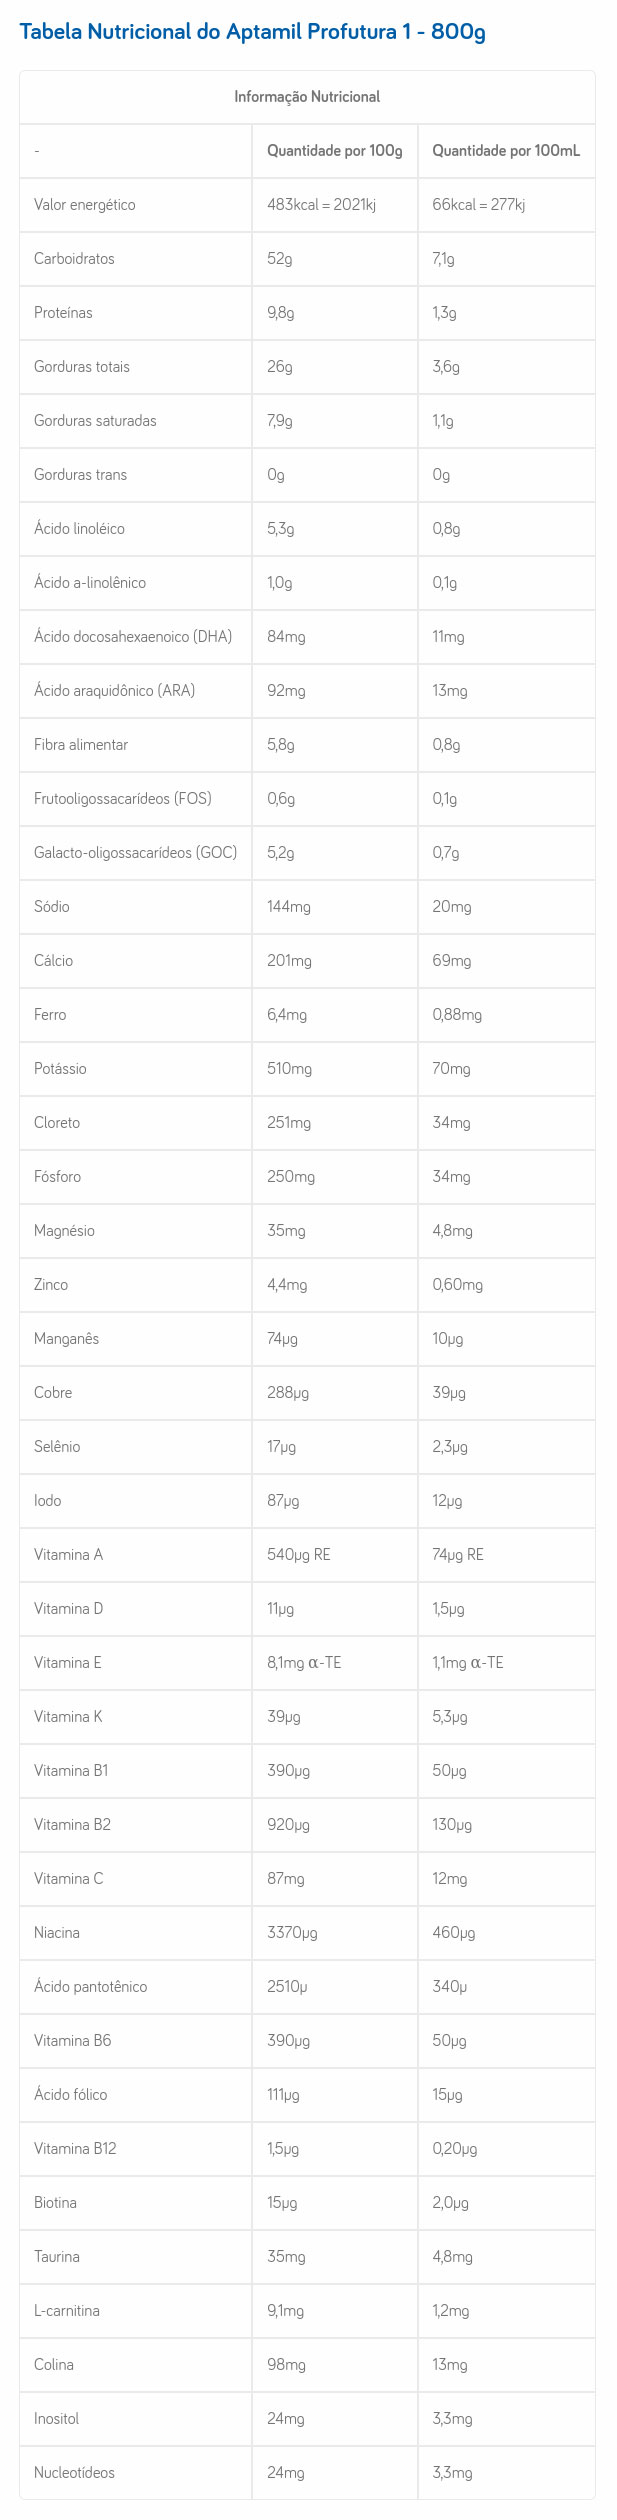 Tabela Nutricional do Aptamil Profutura 1 - 800g
Informação Nutricional
- Quantidade por 100g Quantidade por 100mL
Valor energético 483kcal = 2021kj 66kcal = 277kj
Carboidratos 52g 7,1g
Proteínas 9,8g 1,3g
Gorduras totais 26g 3,6g
Gorduras saturadas 7,9g 1,1g
Gorduras trans 0g 0g
Ácido linoléico 5,3g 0,8g
Ácido a-linolênico 1,0g 0,1g
Ácido docosahexaenoico (DHA) 84mg 11mg
Ácido araquidônico (ARA) 92mg 13mg
Fibra alimentar 5,8g 0,8g
Frutooligossacarídeos (FOS) 0,6g 0,1g
Galacto-oligossacarídeos (GOC) 5,2g 0,7g
Sódio 144mg 20mg
Cálcio 201mg 69mg
Ferro 6,4mg 0,88mg
Potássio 510mg 70mg
Cloreto 251mg 34mg
Fósforo 250mg 34mg
Magnésio 35mg 4,8mg
Zinco 4,4mg 0,60mg
Manganês 74µg 10µg
Cobre 288µg 39µg
Selênio 17µg 2,3µg
Iodo 87µg 12µg
Vitamina A 540µg RE 74µg RE
Vitamina D 11µg 1,5µg
Vitamina E 8,1mg α-TE 1,1mg α-TE
Vitamina K 39µg 5,3µg
Vitamina B1 390µg 50µg
Vitamina B2 920µg 130µg
Vitamina C 87mg 12mg
Niacina 3370µg 460µg
Ácido pantotênico 2510µ 340µ
Vitamina B6 390µg 50µg
Ácido fólico 111µg 15µg
Vitamina B12 1,5µg 0,20µg
Biotina 15µg 2,0µg
Taurina 35mg 4,8mg
L-carnitina 9,1mg 1,2mg
Colina 98mg 13mg
Inositol 24mg 3,3mg
Nucleotídeos 24mg 3,3mg